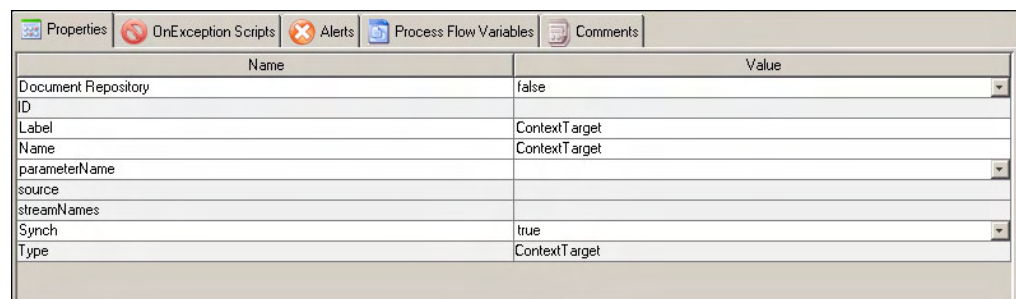 Properties OnException Scripts Alerts Process Flow Variables Comments
Name Value
Document Repository false
ID
Label ContextTarget
Name ContextTarget
parameterName
source
streamNames
Synch true
Type ContextTarget